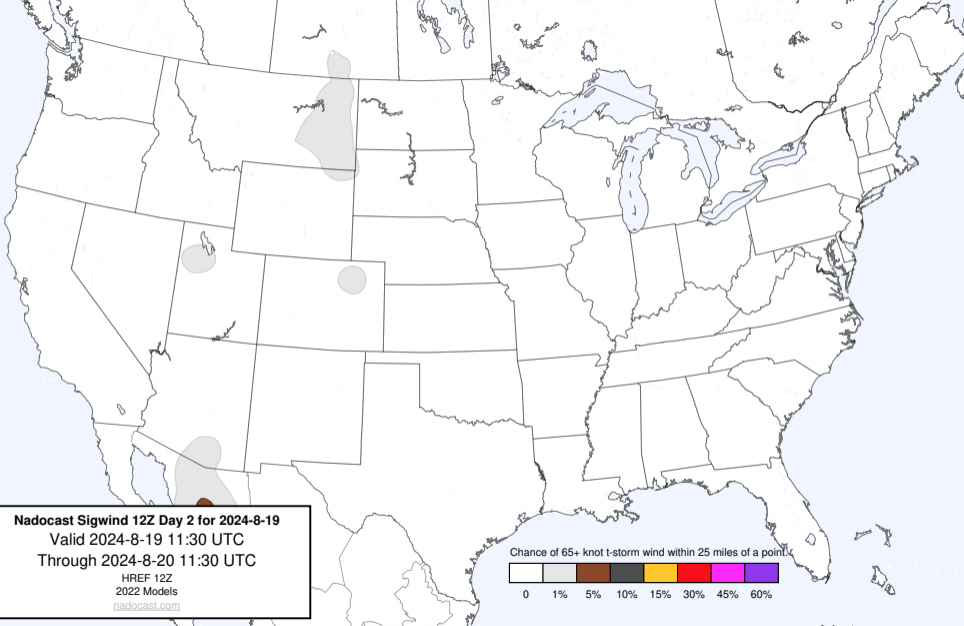 Nadocast Sigwind 12Z Day 2 for 2024-8-19
Valid 2024-8-19 11:30 UTC
Through 2024-8-20 11:30 UTC
HREF 12Z
2022 Models
nadocast.com
Chance of 65+ knot t-storm wind within 25 miles of a point.
0 1% 5% 10% 15% 30% 45% 60%